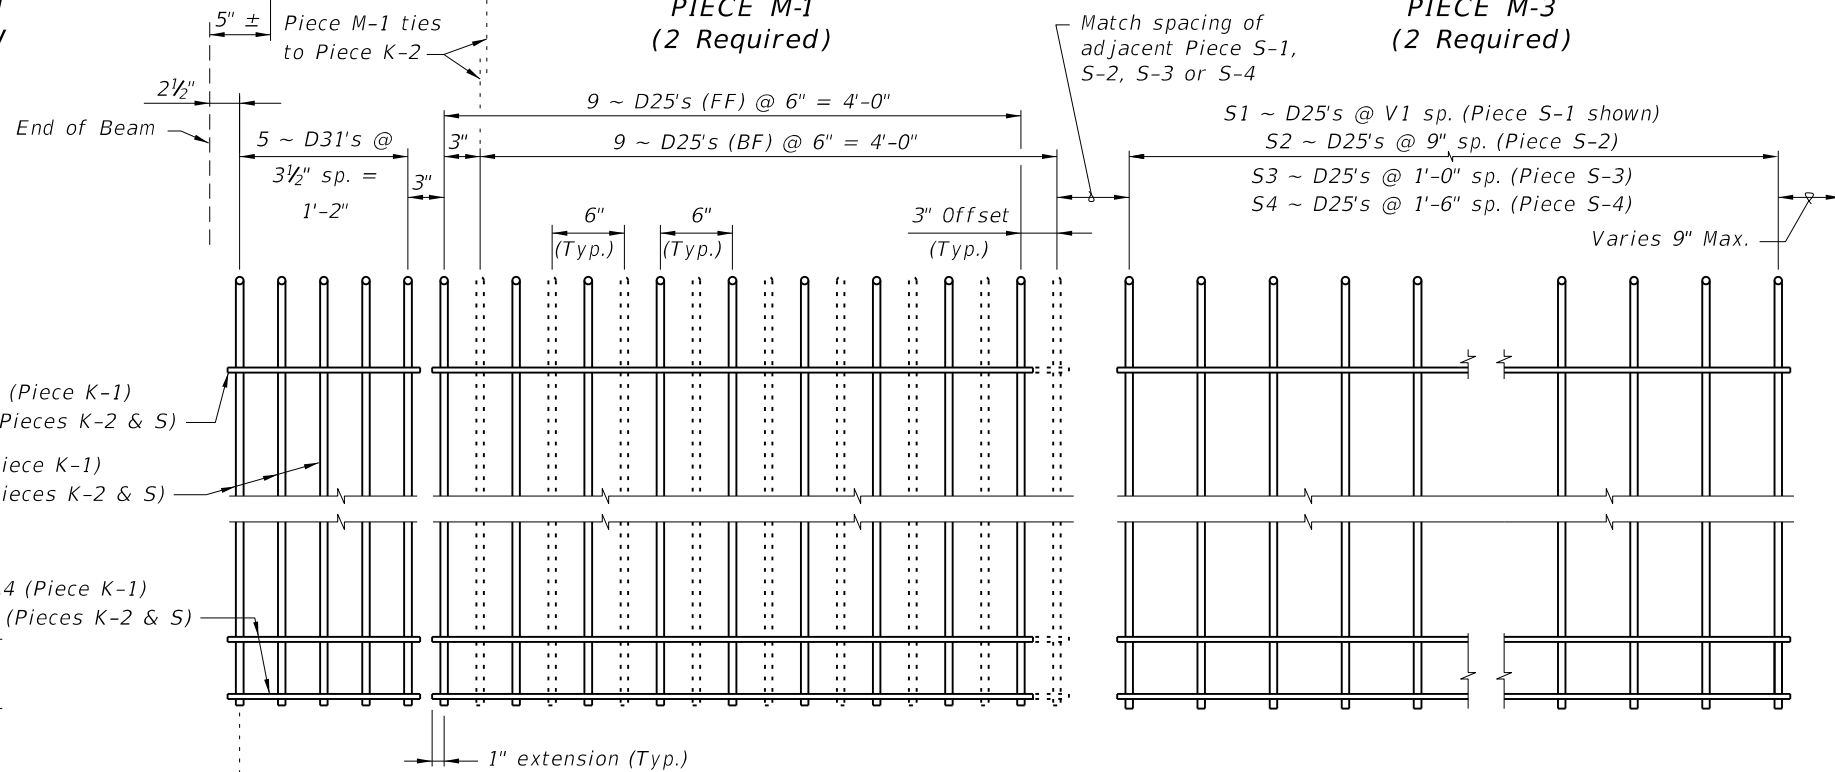 5" ±
Piece M-1 ties
to Piece K-2
PIECE M-1
(2 Required)
Match spacing of
adjacent Piece S-1,
S-2, S-3 or S-4
PIECE M-3
(2 Required)
2½"
End of Beam
5 ~ D31's @
3½" sp. =
1'-2"
3"
3"
9 ~ D25's (FF) @ 6" = 4'-0"
9 ~ D25's (BF) @ 6" = 4'-0"
6"
(Typ.)
6"
(Typ.)
3" Offset
(Typ.)
S1 ~ D25's @ V1 sp. (Piece S-1 shown)
S2 ~ D25's @ 9" sp. (Piece S-2)
S3 ~ D25's @ 1'-0" sp. (Piece S-3)
S4 ~ D25's @ 1'-6" sp. (Piece S-4)
Varies 9" Max.
(Piece K-1)
Pieces K-2 & S)
iece K-1)
ieces K-2 & S)
.4 (Piece K-1)
(Pieces K-2 & S)
1" extension (Typ.)